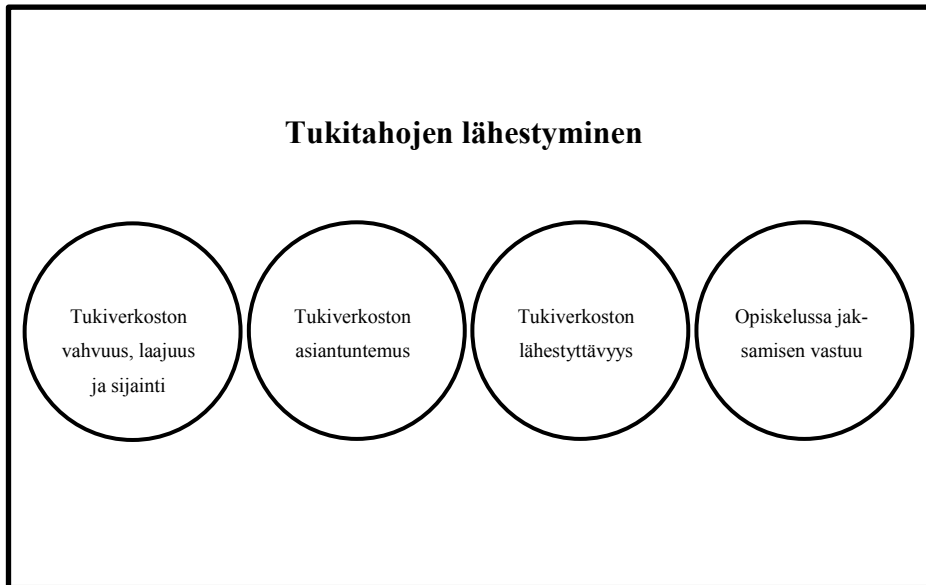 Tukitahojen lähestyminen
Tukiverkoston
vahvuus, laajuus
ja sijainti
Tukiverkoston
asiantuntemus
Tukiverkoston
lähestyttävyys
Opiskelussa jak-
samisen vastuu